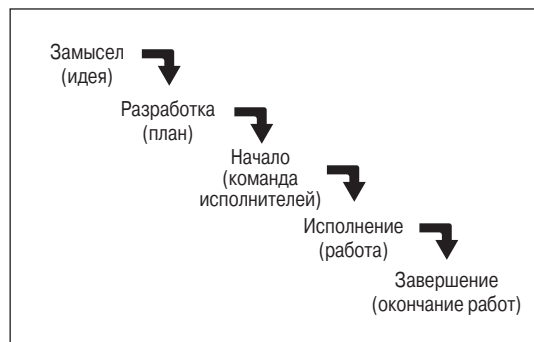 Замысел
(идея)
Разработка
(план)
Начало
(команда
исполнителей)
Исполнение
(работа)
Завершение
(окончание работ)